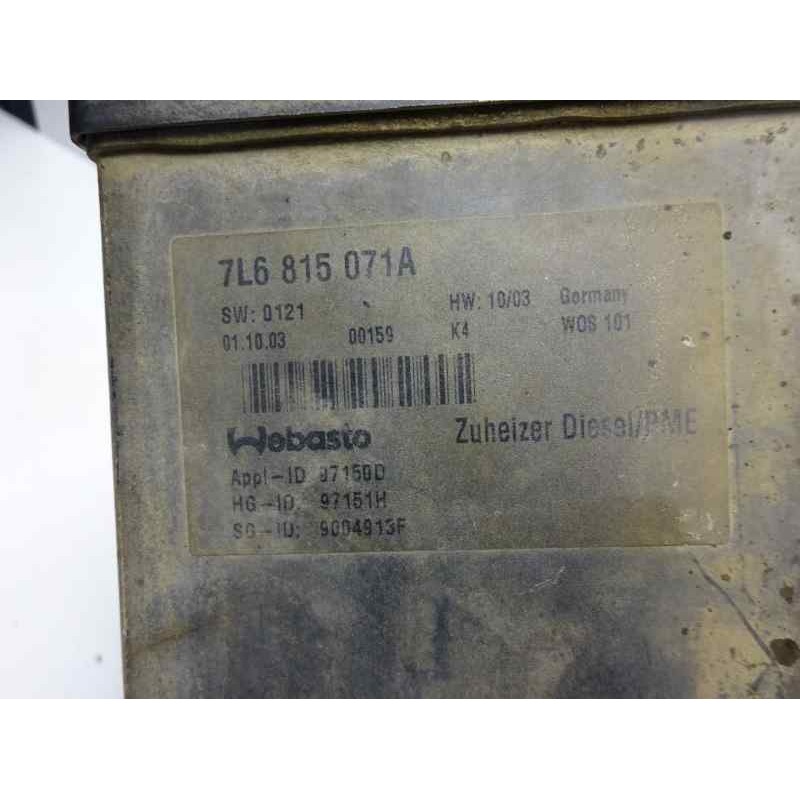 7L6 815 071A
SW: 0121 HW: 10/03 Germany
01.10.03 00159 K4 WOS 101
Webasto Zuheizer Diesel/PME
Appl-ID 97150D
HG-ID: 97151H
SG-ID: 9004913F